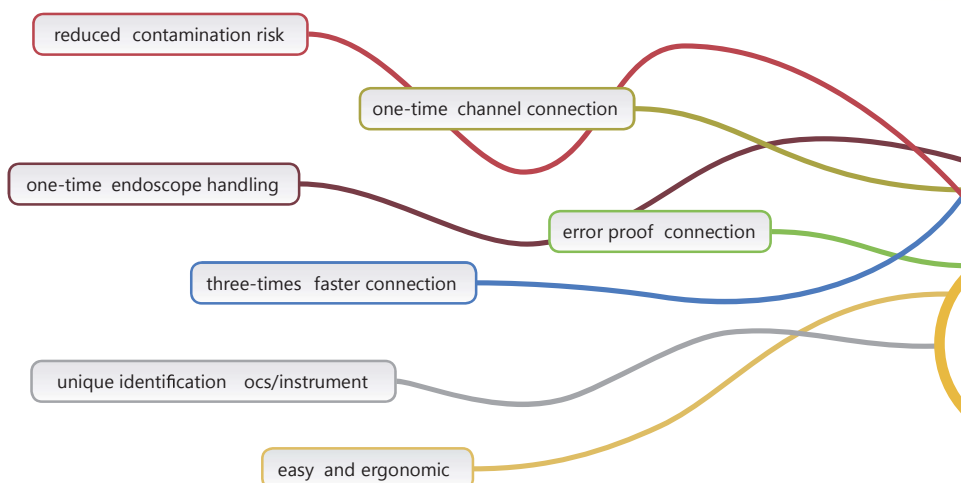 reduced contamination risk
one-time channel connection
one-time endoscope handling
error proof connection
three-times faster connection
unique identification ocs/instrument
easy and ergonomic